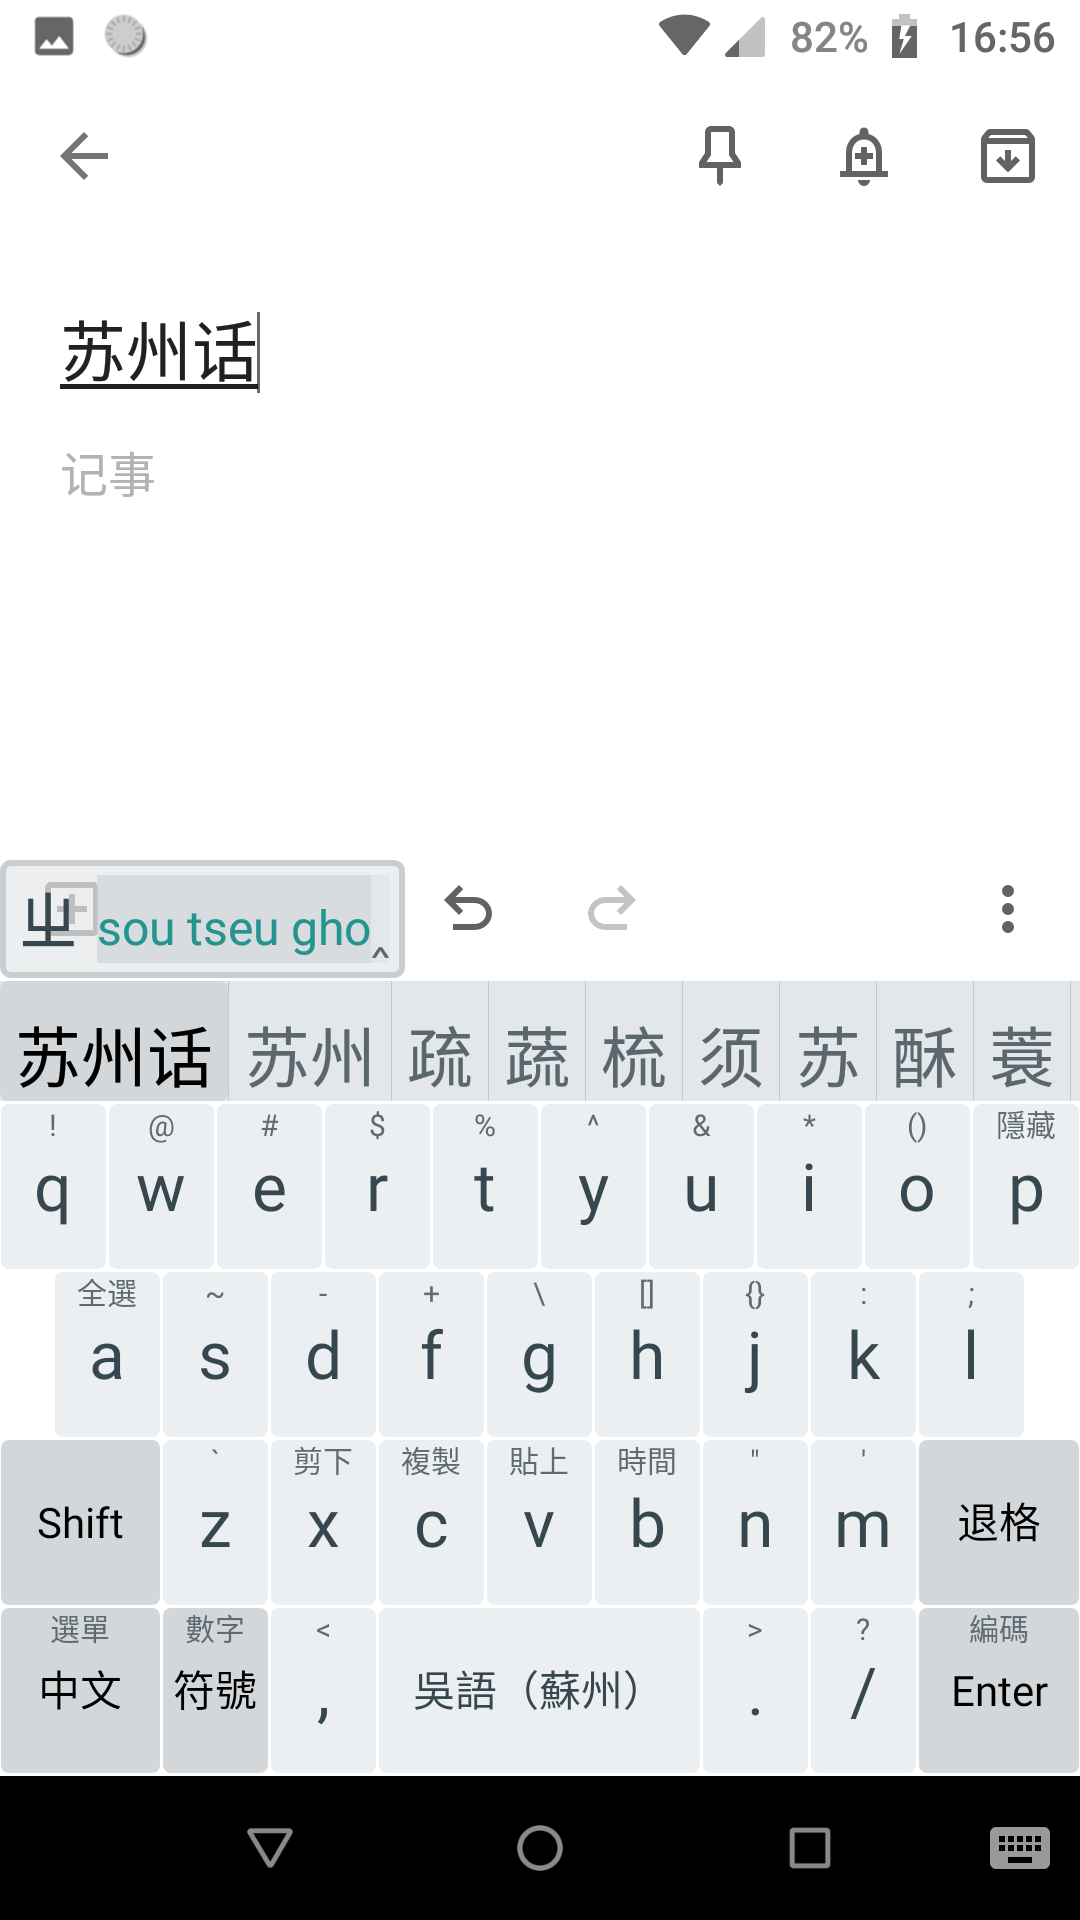 82% 16:56
苏州话
记事
sou tseu gho
苏州话 苏州 疏 蔬 梳 须 苏 酥 蓑
! @ # $ % ^ & * () 隱藏
q w e r t y u i o p
全選 ~ - + \ [] {} : ;
a s d f g h j k l
` 剪下 複製 貼上 時間 " '
Shift z x c v b n m 退格
選單 數字 < > ? 編碼
中文 符號 , 吳語（蘇州） . / Enter